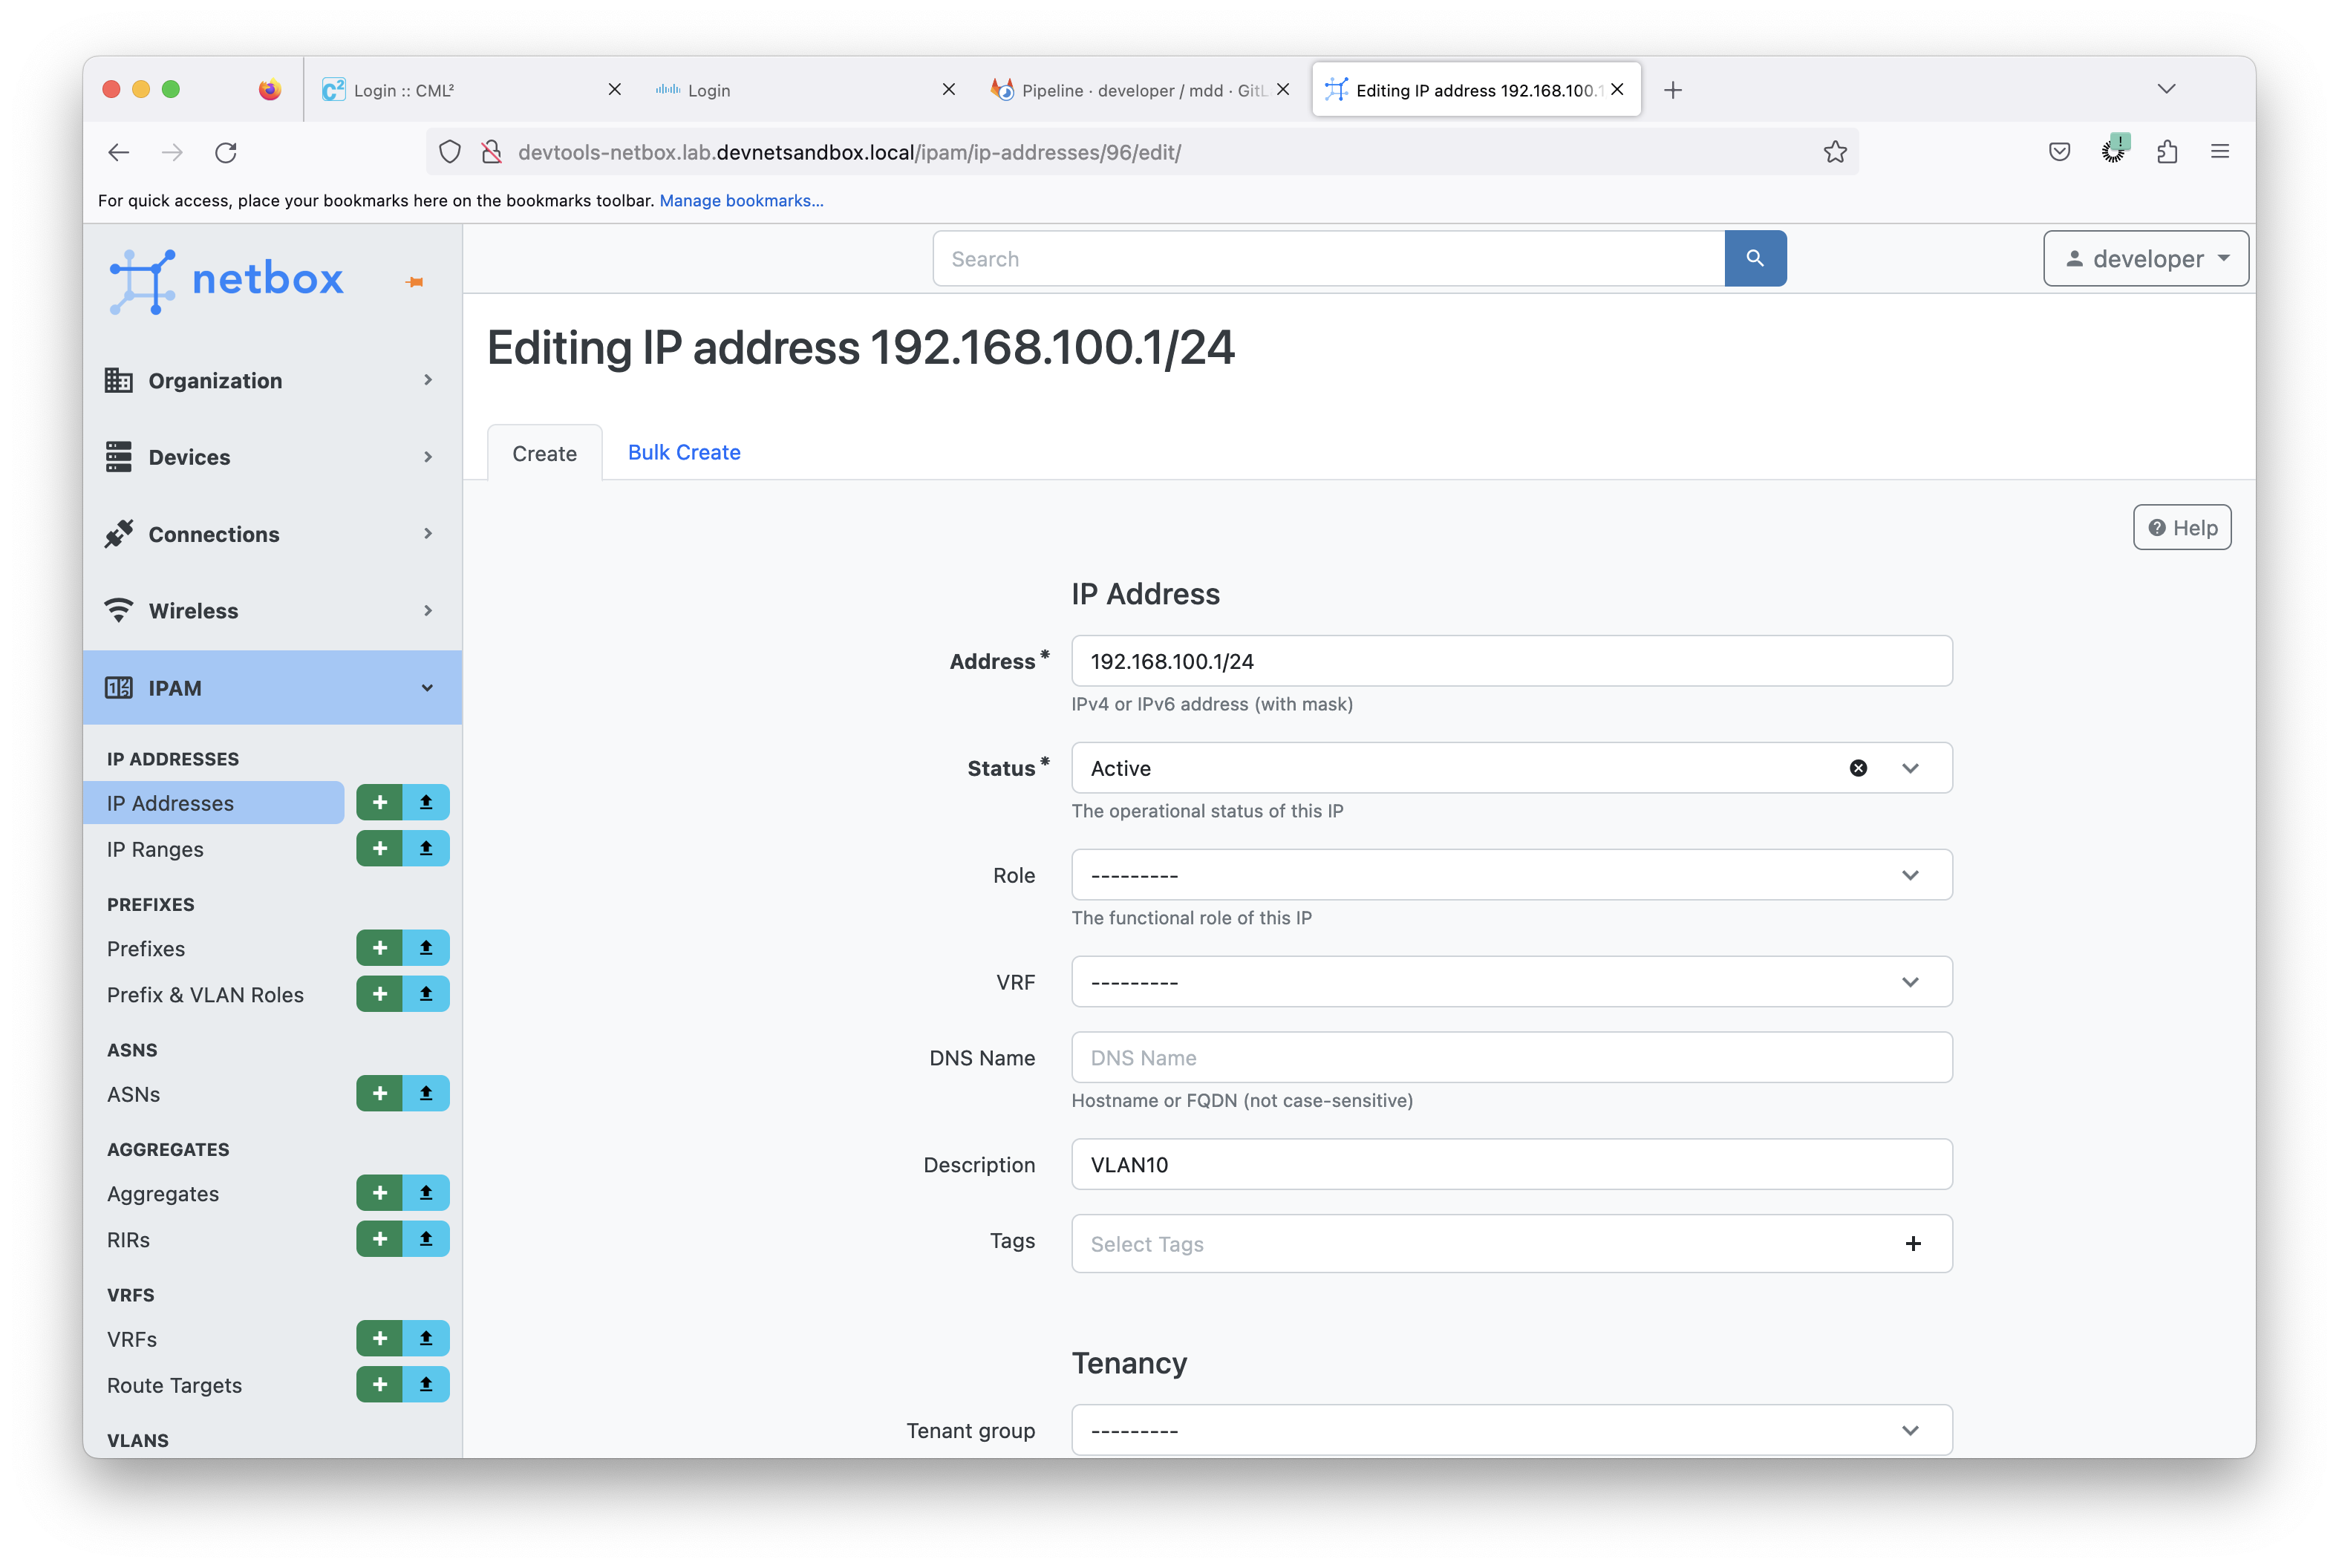 Login :: CML²
Login
Pipeline · developer / mdd · GitL
Editing IP address 192.168.100.1
devtools-netbox.lab.devnetsandbox.local/ipam/ip-addresses/96/edit/
For quick access, place your bookmarks here on the bookmarks toolbar. Manage bookmarks...
netbox
Search
developer
Editing IP address 192.168.100.1/24
Create
Bulk Create
Help
Organization
Devices
Connections
Wireless
IPAM
IP ADDRESSES
IP Addresses
IP Ranges
PREFIXES
Prefixes
Prefix & VLAN Roles
ASNS
ASNs
AGGREGATES
Aggregates
RIRs
VRFS
VRFs
Route Targets
VLANS
IP Address
Address *
192.168.100.1/24
IPv4 or IPv6 address (with mask)
Status *
Active
The operational status of this IP
Role
---------
The functional role of this IP
VRF
---------
DNS Name
DNS Name
Hostname or FQDN (not case-sensitive)
Description
VLAN10
Tags
Select Tags
Tenancy
Tenant group
---------